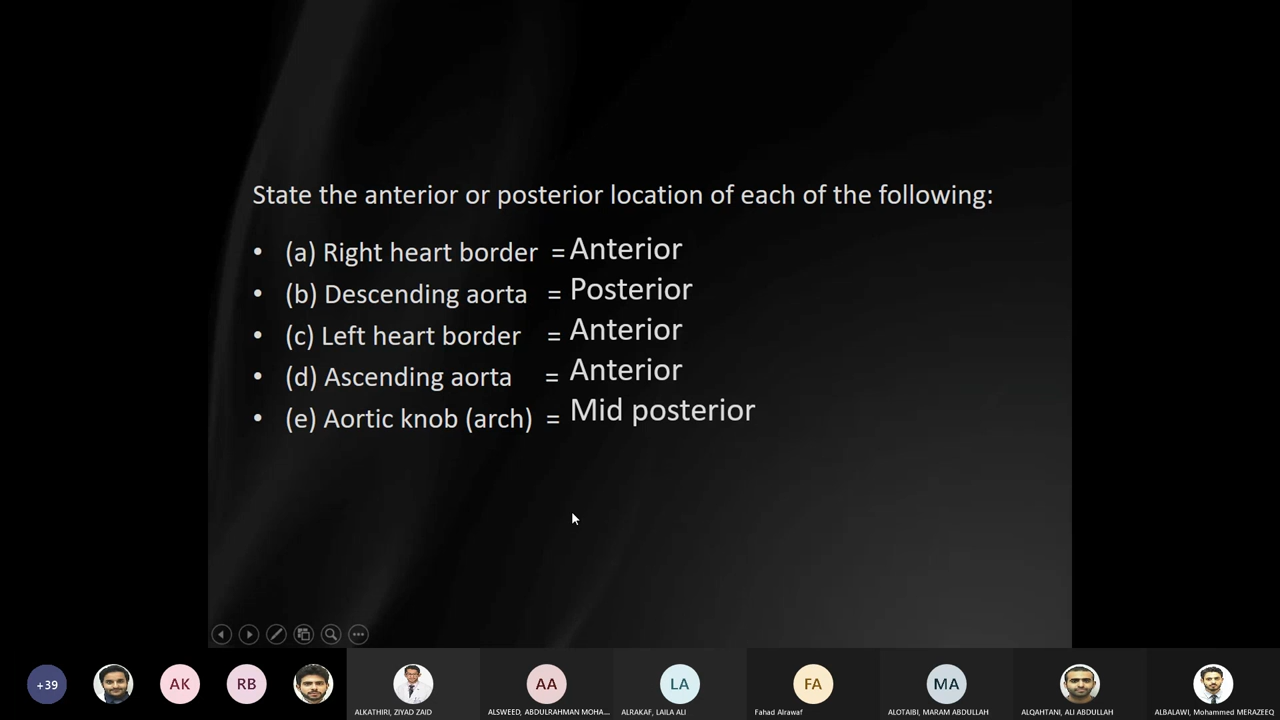 State the anterior or posterior location of each of the following:
• (a) Right heart border = Anterior
• (b) Descending aorta = Posterior
• (c) Left heart border = Anterior
• (d) Ascending aorta = Anterior
• (e) Aortic knob (arch) = Mid posterior
+39
AK
RB
AA
LA
FA
MA
ALKATHIRI, ZIYAD ZAID
ALSWEED, ABDULRAHMAN MOHA...
ALRAKAF, LAILA ALI
Fahad Alrawaf
ALOTAIBI, MARAM ABDULLAH
ALQAHTANI, ALI ABDULLAH
ALBALAWI, Mohammed MERAZEEQ